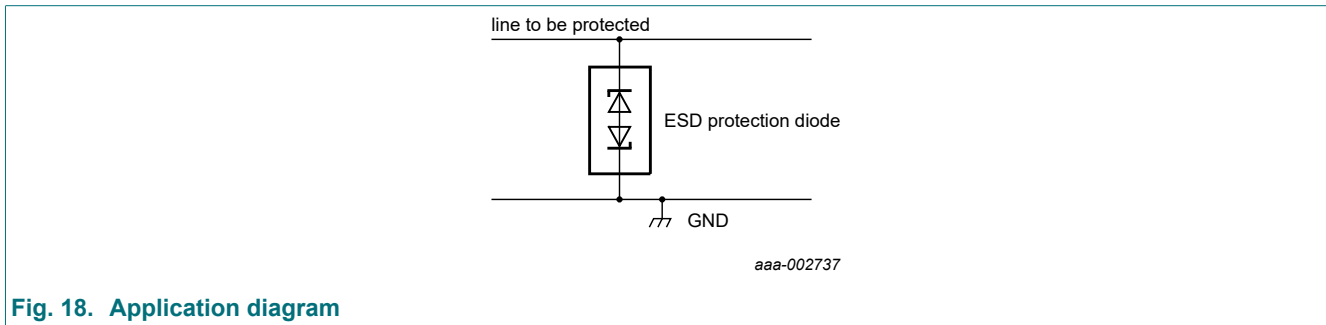 line to be protected
ESD protection diode
GND
aaa-002737
Fig. 18. Application diagram